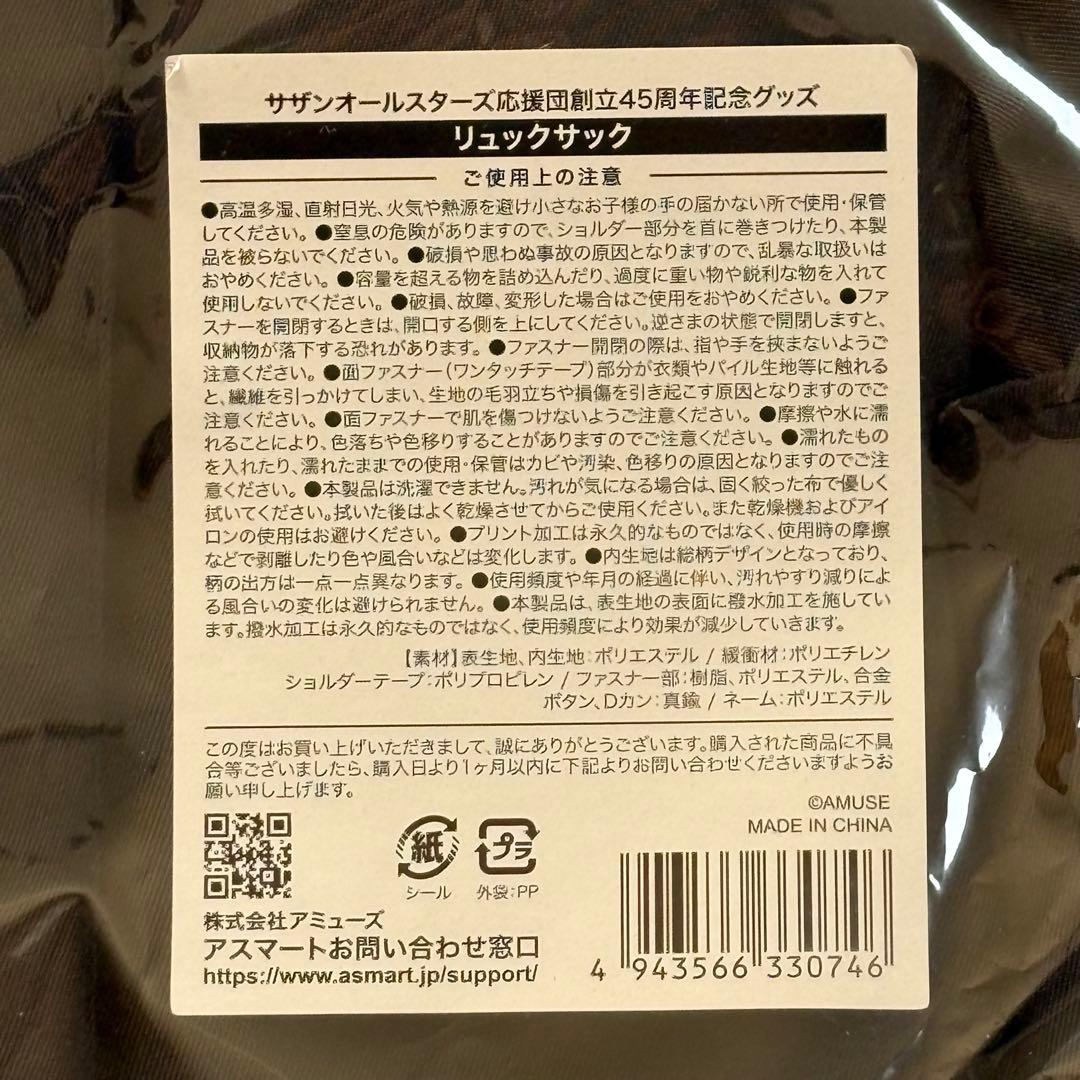 サザンオールスターズ応援団創立45周年記念グッズ
リュックサック
ご使用上の注意
●高温多湿、直射日光、火気や熱源を避け小さなお子様の手の届かない所で使用・保管
してください。●窒息の危険がありますので、ショルダー部分を首に巻きつけたり、本製
品を被らないでください。●破損や思わぬ事故の原因となりますので、乱暴な取扱いは
おやめください。●容量を超える物を詰め込んだり、過度に重い物や鋭利な物を入れて
使用しないでください。●破損、故障、変形した場合はご使用をおやめください。●ファ
スナーを開閉するときは、開口する側を上にしてください。逆さまの状態で開閉しますと、
収納物が落下する恐れがあります。●ファスナー開閉の際は、指や手を挟まないようご
注意ください。●面ファスナー(ワンタッチテープ)部分が衣類やパイル生地等に触れる
と、繊維を引っかけてしまい、生地の毛羽立ちや損傷を引き起こす原因となりますのでご
注意ください。●面ファスナーで肌を傷つけないようご注意ください。●摩擦や水に濡
れることにより、色落ちや色移りすることがありますのでご注意ください。●濡れたもの
を入れたり、濡れたままでの使用・保管はカビや汚染、色移りの原因となりますのでご注
意ください。●本製品は洗濯できません。汚れが気になる場合は、固く絞った布で優しく
拭いてください。拭いた後はよく乾燥させてからご使用ください。また乾燥機およびアイ
ロンの使用はお避けください。●プリント加工は永久的なものではなく、使用時の摩擦
などで剥離したり色や風合いなどは変化します。●内生地は総柄デザインとなっており、
柄の出方は一点一点異なります。●使用頻度や年月の経過に伴い、汚れやすり減りによ
る風合いの変化は避けられません。●本製品は、表生地の表面に撥水加工を施していま
す。撥水加工は永久的なものではなく、使用頻度により効果が減少していきます。
【素材】表生地、内生地:ポリエステル / 緩衝材:ポリエチレン
ショルダーテープ:ポリプロピレン / ファスナー部:樹脂、ポリエステル、合金
ボタン、Dカン:真鍮 / ネーム:ポリエステル
この度はお買い上げいただきまして、誠にありがとうございます。購入された商品に不具
合等ございましたら、購入日より1ヶ月以内に下記よりお問い合わせくださいますようお
願い申し上げます。
©AMUSE
MADE IN CHINA
紙
プラ
シール
外袋:PP
株式会社アミューズ
アスマートお問い合わせ窓口
https://www.asmart.jp/support/
4 943566 330746